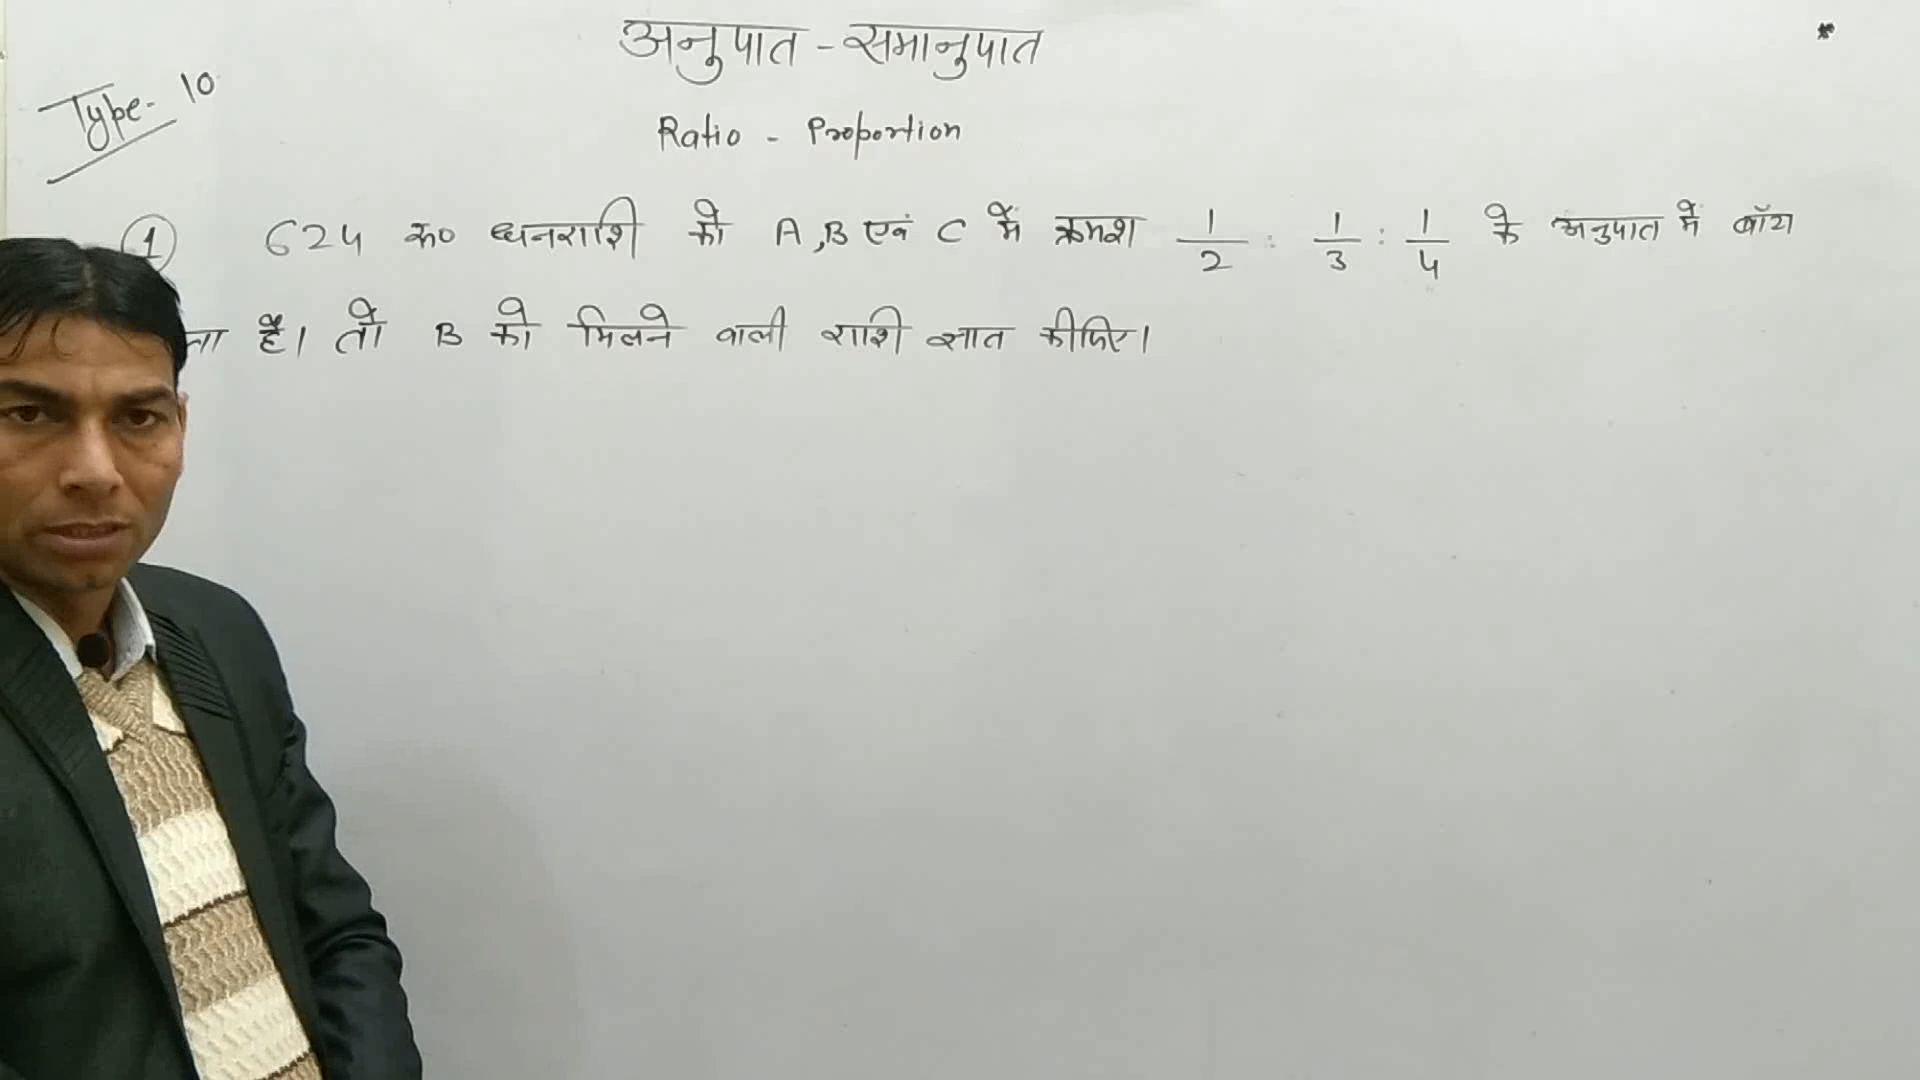 अनुपात - समानुपात
Type- 10
Ratio - Proportion
1 624 रू० धनराशि को A,B एवं C में क्रमश 1/2 : 1/3 : 1/4 के अनुपात में बाँटा
है। तो B को मिलने वाली राशि ज्ञात कीजिए।